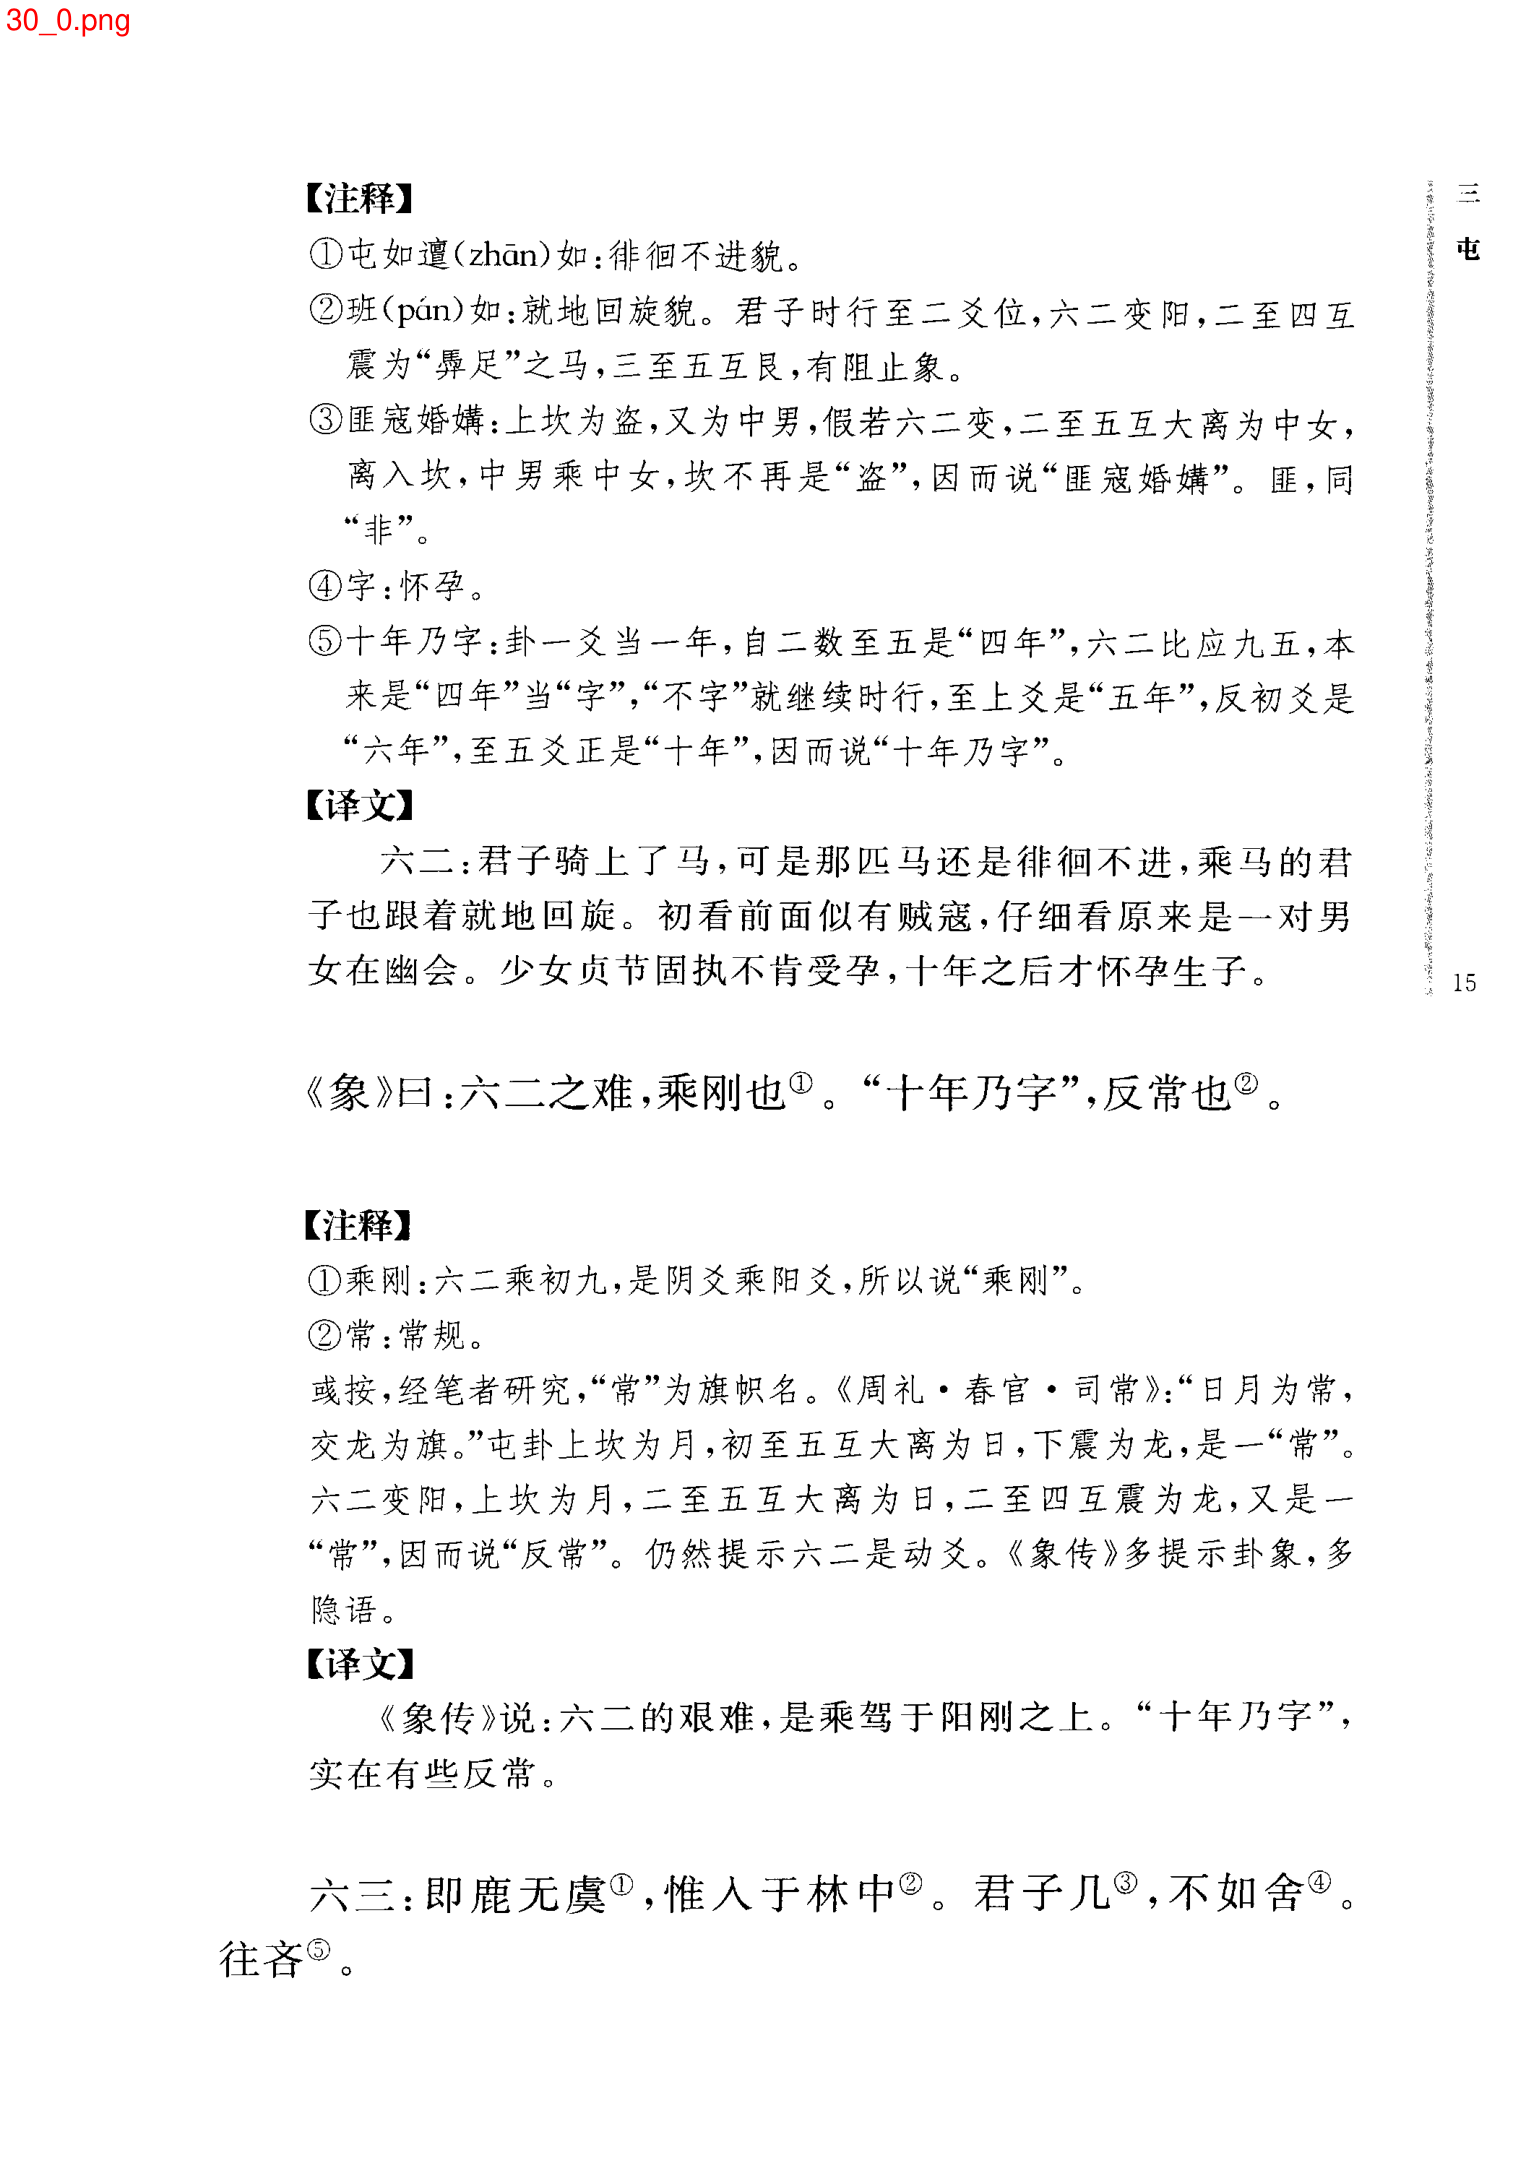 30_0.png
三 屯
【注释】
①屯如邅(zhān)如:徘徊不进貌。
②班(pán)如:就地回旋貌。君子时行至二爻位,六二变阳,二至四互
震为“馵足”之马,三至五互艮,有阻止象。
③匪寇婚媾:上坎为盗,又为中男,假若六二变,二至五互大离为中女,
离入坎,中男乘中女,坎不再是“盗”,因而说“匪寇婚媾”。匪,同
“非”。
④字:怀孕。
⑤十年乃字:卦一爻当一年,自二数至五是“四年”,六二比应九五,本
来是“四年”当“字”,“不字”就继续时行,至上爻是“五年”,反初爻是
“六年”,至五爻正是“十年”,因而说“十年乃字”。
【译文】
六二:君子骑上了马,可是那匹马还是徘徊不进,乘马的君
子也跟着就地回旋。初看前面似有贼寇,仔细看原来是一对男
女在幽会。少女贞节固执不肯受孕,十年之后才怀孕生子。
15
《象》曰:六二之难,乘刚也①。“十年乃字”,反常也②。
【注释】
①乘刚:六二乘初九,是阴爻乘阳爻,所以说“乘刚”。
②常:常规。
或按,经笔者研究,“常”为旗帜名。《周礼·春官·司常》:“日月为常,
交龙为旗。”屯卦上坎为月,初至五互大离为日,下震为龙,是一“常”。
六二变阳,上坎为月,二至五互大离为日,二至四互震为龙,又是一
“常”,因而说“反常”。仍然提示六二是动爻。《象传》多提示卦象,多
隐语。
【译文】
《象传》说:六二的艰难,是乘驾于阳刚之上。“十年乃字”,
实在有些反常。
六三:即鹿无虞①,惟入于林中②。君子几③,不如舍④。
往吝⑤。